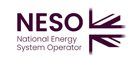 NESO
National Energy
System Operator